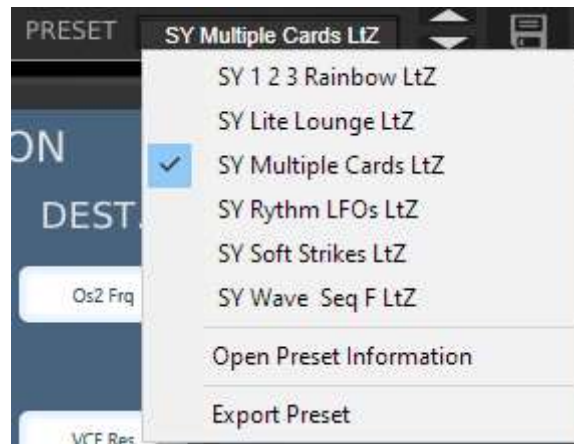 PRESET SY Multiple Cards LtZ
SY 1 2 3 Rainbow LtZ
SY Lite Lounge LtZ
ON
SY Multiple Cards LtZ
DEST.
SY Rythm LFOs LtZ
SY Soft Strikes LtZ
Os2 Frq
SY Wave Seq F LtZ
Open Preset Information
Export Preset
VCF Res